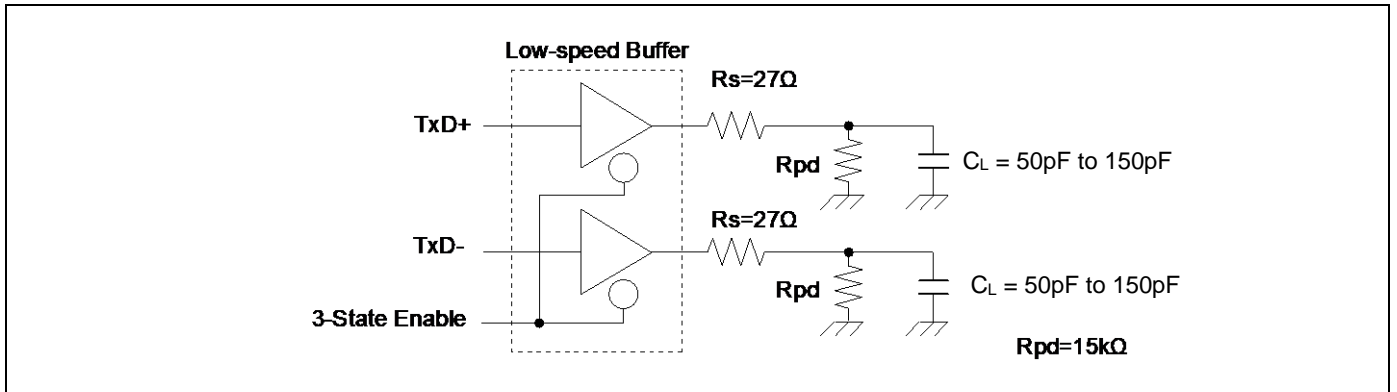 Low-speed Buffer
Rs=27Ω
TxD+
Rpd
CL = 50pF to 150pF
Rs=27Ω
TxD-
Rpd
CL = 50pF to 150pF
3-State Enable
Rpd=15kΩ